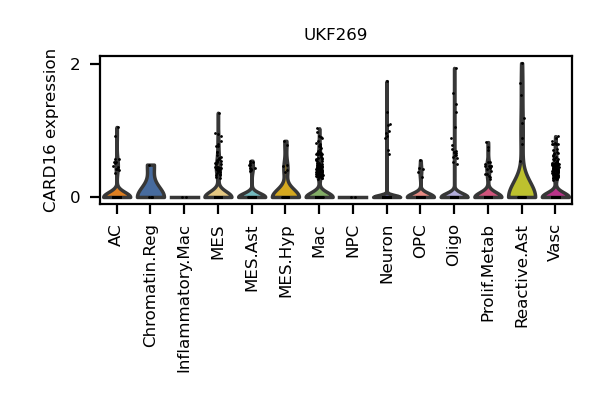 UKF269
CARD16 expression
2
0
AC
Chromatin.Reg
Inflammatory.Mac
MES
MES.Ast
MES.Hyp
Mac
NPC
Neuron
OPC
Oligo
Prolif.Metab
Reactive.Ast
Vasc